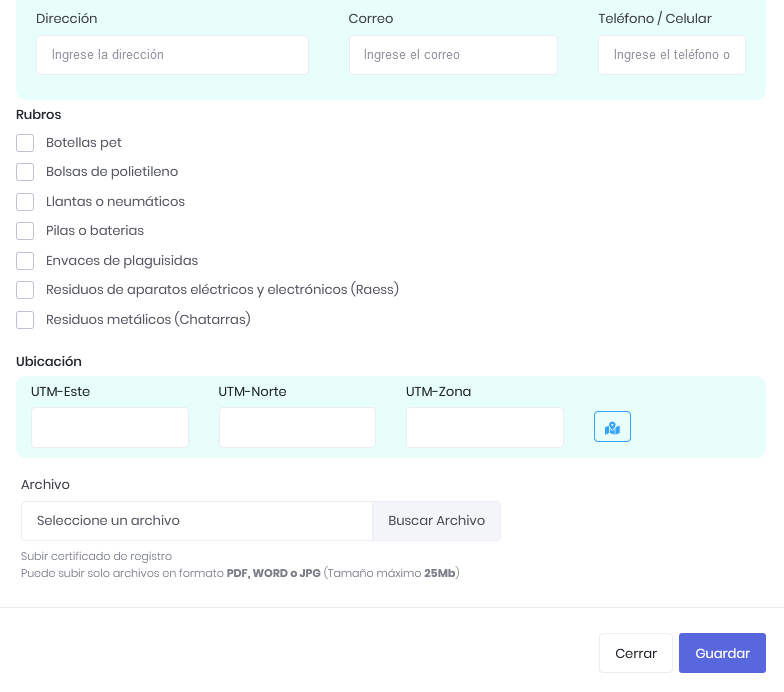 Dirección Correo Teléfono / Celular
Ingrese la dirección Ingrese el correo Ingrese el teléfono o
Rubros
Botellas pet
Bolsas de polietileno
Llantas o neumáticos
Pilas o baterias
Envaces de plaguisidas
Residuos de aparatos eléctricos y electrónicos (Raess)
Residuos metálicos (Chatarras)
Ubicación
UTM-Este UTM-Norte UTM-Zona
Archivo
Seleccione un archivo Buscar Archivo
Subir certificado de registro
Puede subir solo archivos en formato PDF, WORD o JPG (Tamaño máximo 25Mb)
Cerrar Guardar